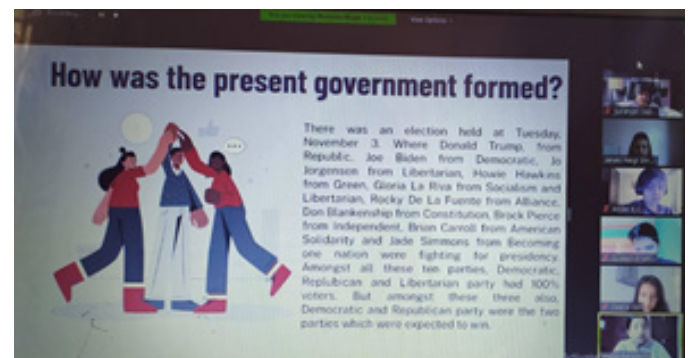 View Options
How was the present government formed?
There was an election held at Tuesday,
November 3. Where Donald Trump, from
Republic, Joe Biden from Democratic, Jo
Jorgensen from Libertarian, Howie Hawkins
from Green, Gloria La Riva from Socialism and
Libertarian, Rocky De La Fuente from Alliance,
Don Blankenship from Constitution, Brock Pierce
from Independent, Brian Carroll from American
Solidarity and Jade Simmons from Becoming
one nation were fighting for presidency.
Amongst all these ten parties, Democratic,
Replubican and Libertarian party had 100%
voters. But amongst these three also,
Democratic and Republican party were the two
parties which were expected to win.